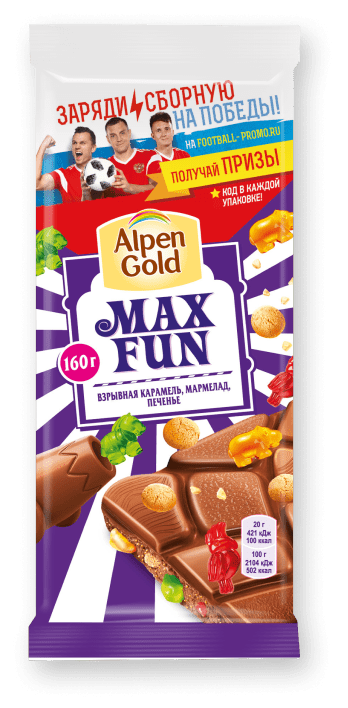 ЗАРЯДИ СБОРНУЮ
НА ПОБЕДЫ!
НА FOOTBALL-PROMO.RU
ПОЛУЧАЙ ПРИЗЫ
★ КОД В КАЖДОЙ
УПАКОВКЕ!
Alpen
Gold
MAX
FUN
160 г
ВЗРЫВНАЯ КАРАМЕЛЬ, МАРМЕЛАД,
ПЕЧЕНЬЕ
20 г
421 кДж
100 ккал
100 г
2104 кДж
502 ккал